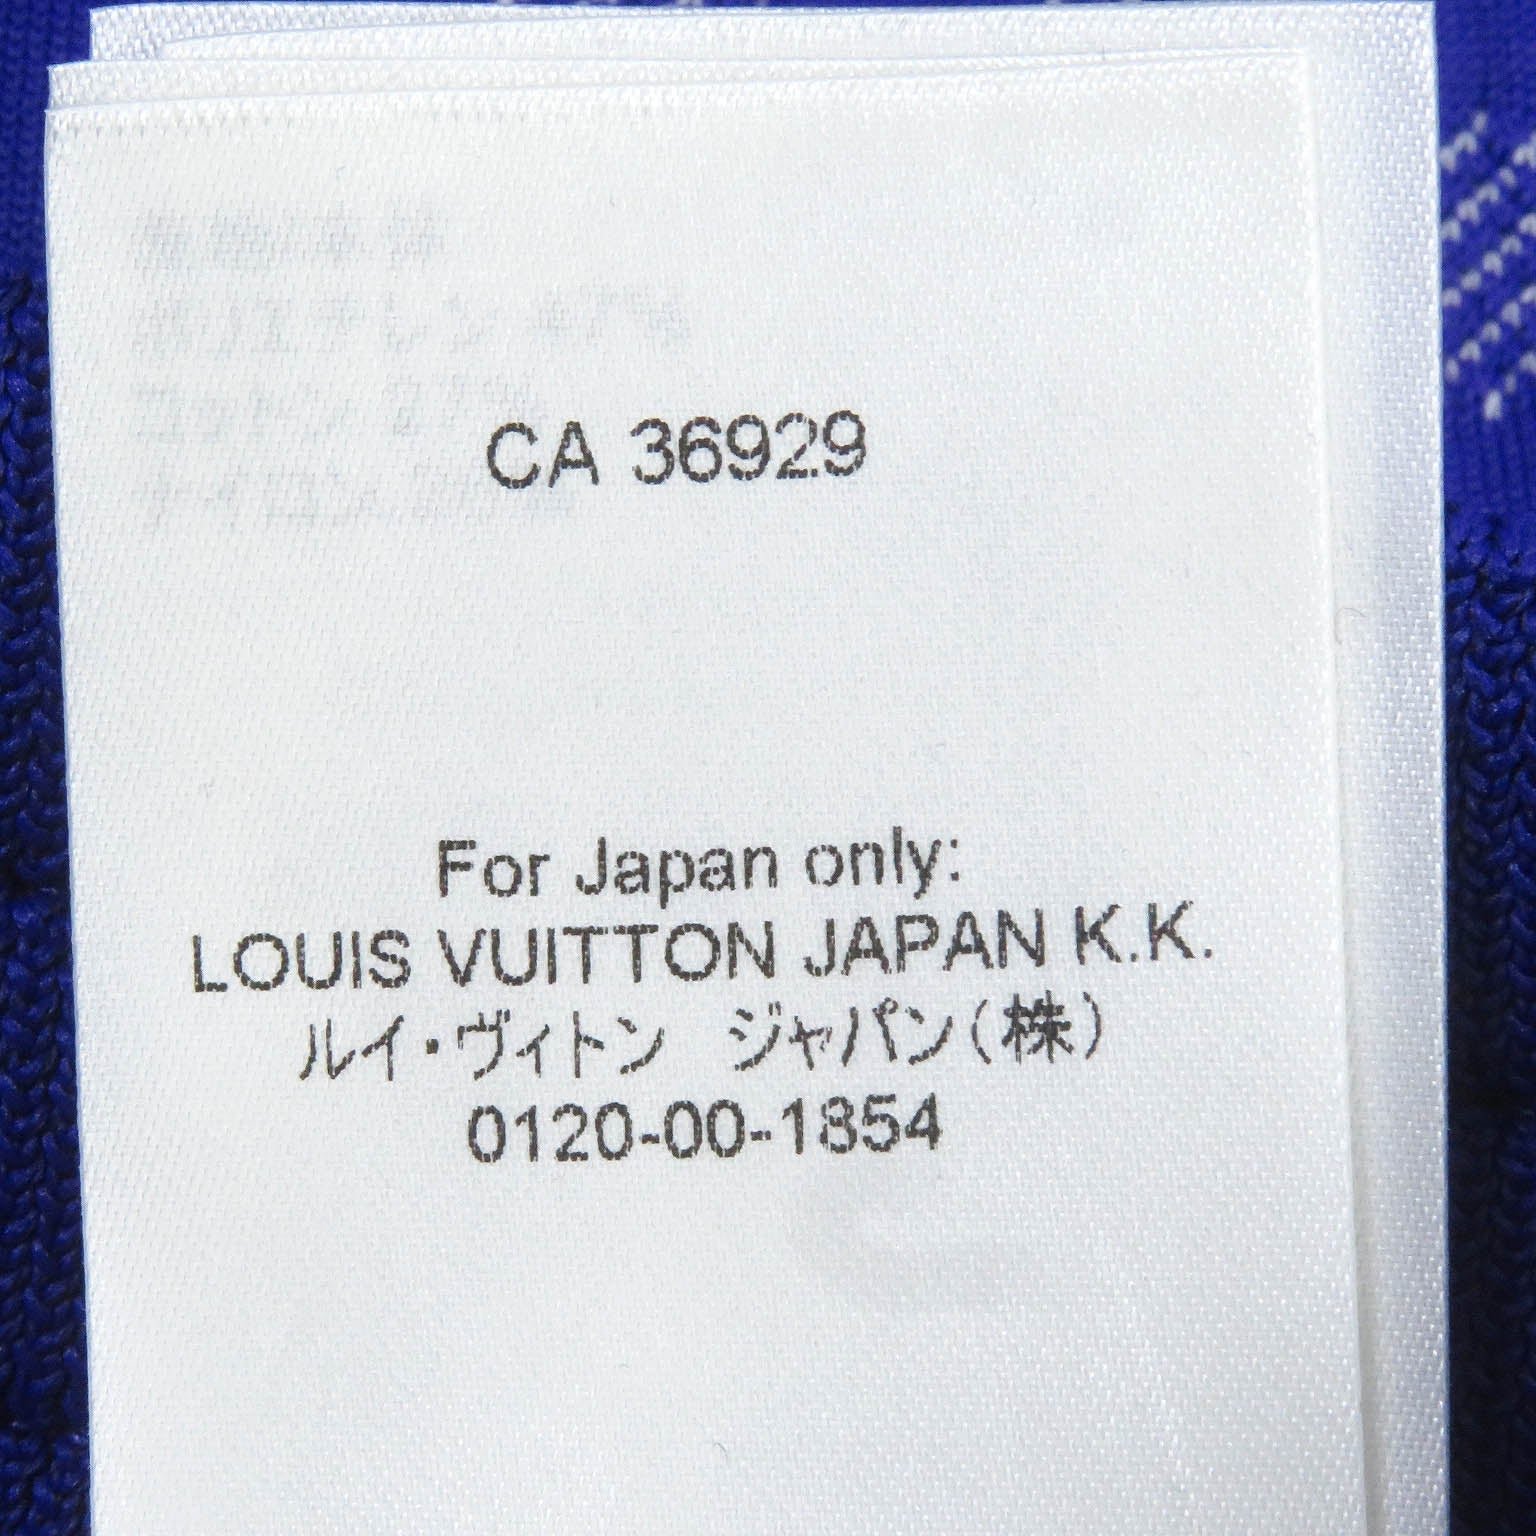 CA 36929
For Japan only:
LOUIS VUITTON JAPAN K.K.
ルイ・ヴィトン ジャパン(株)
0120-00-1854